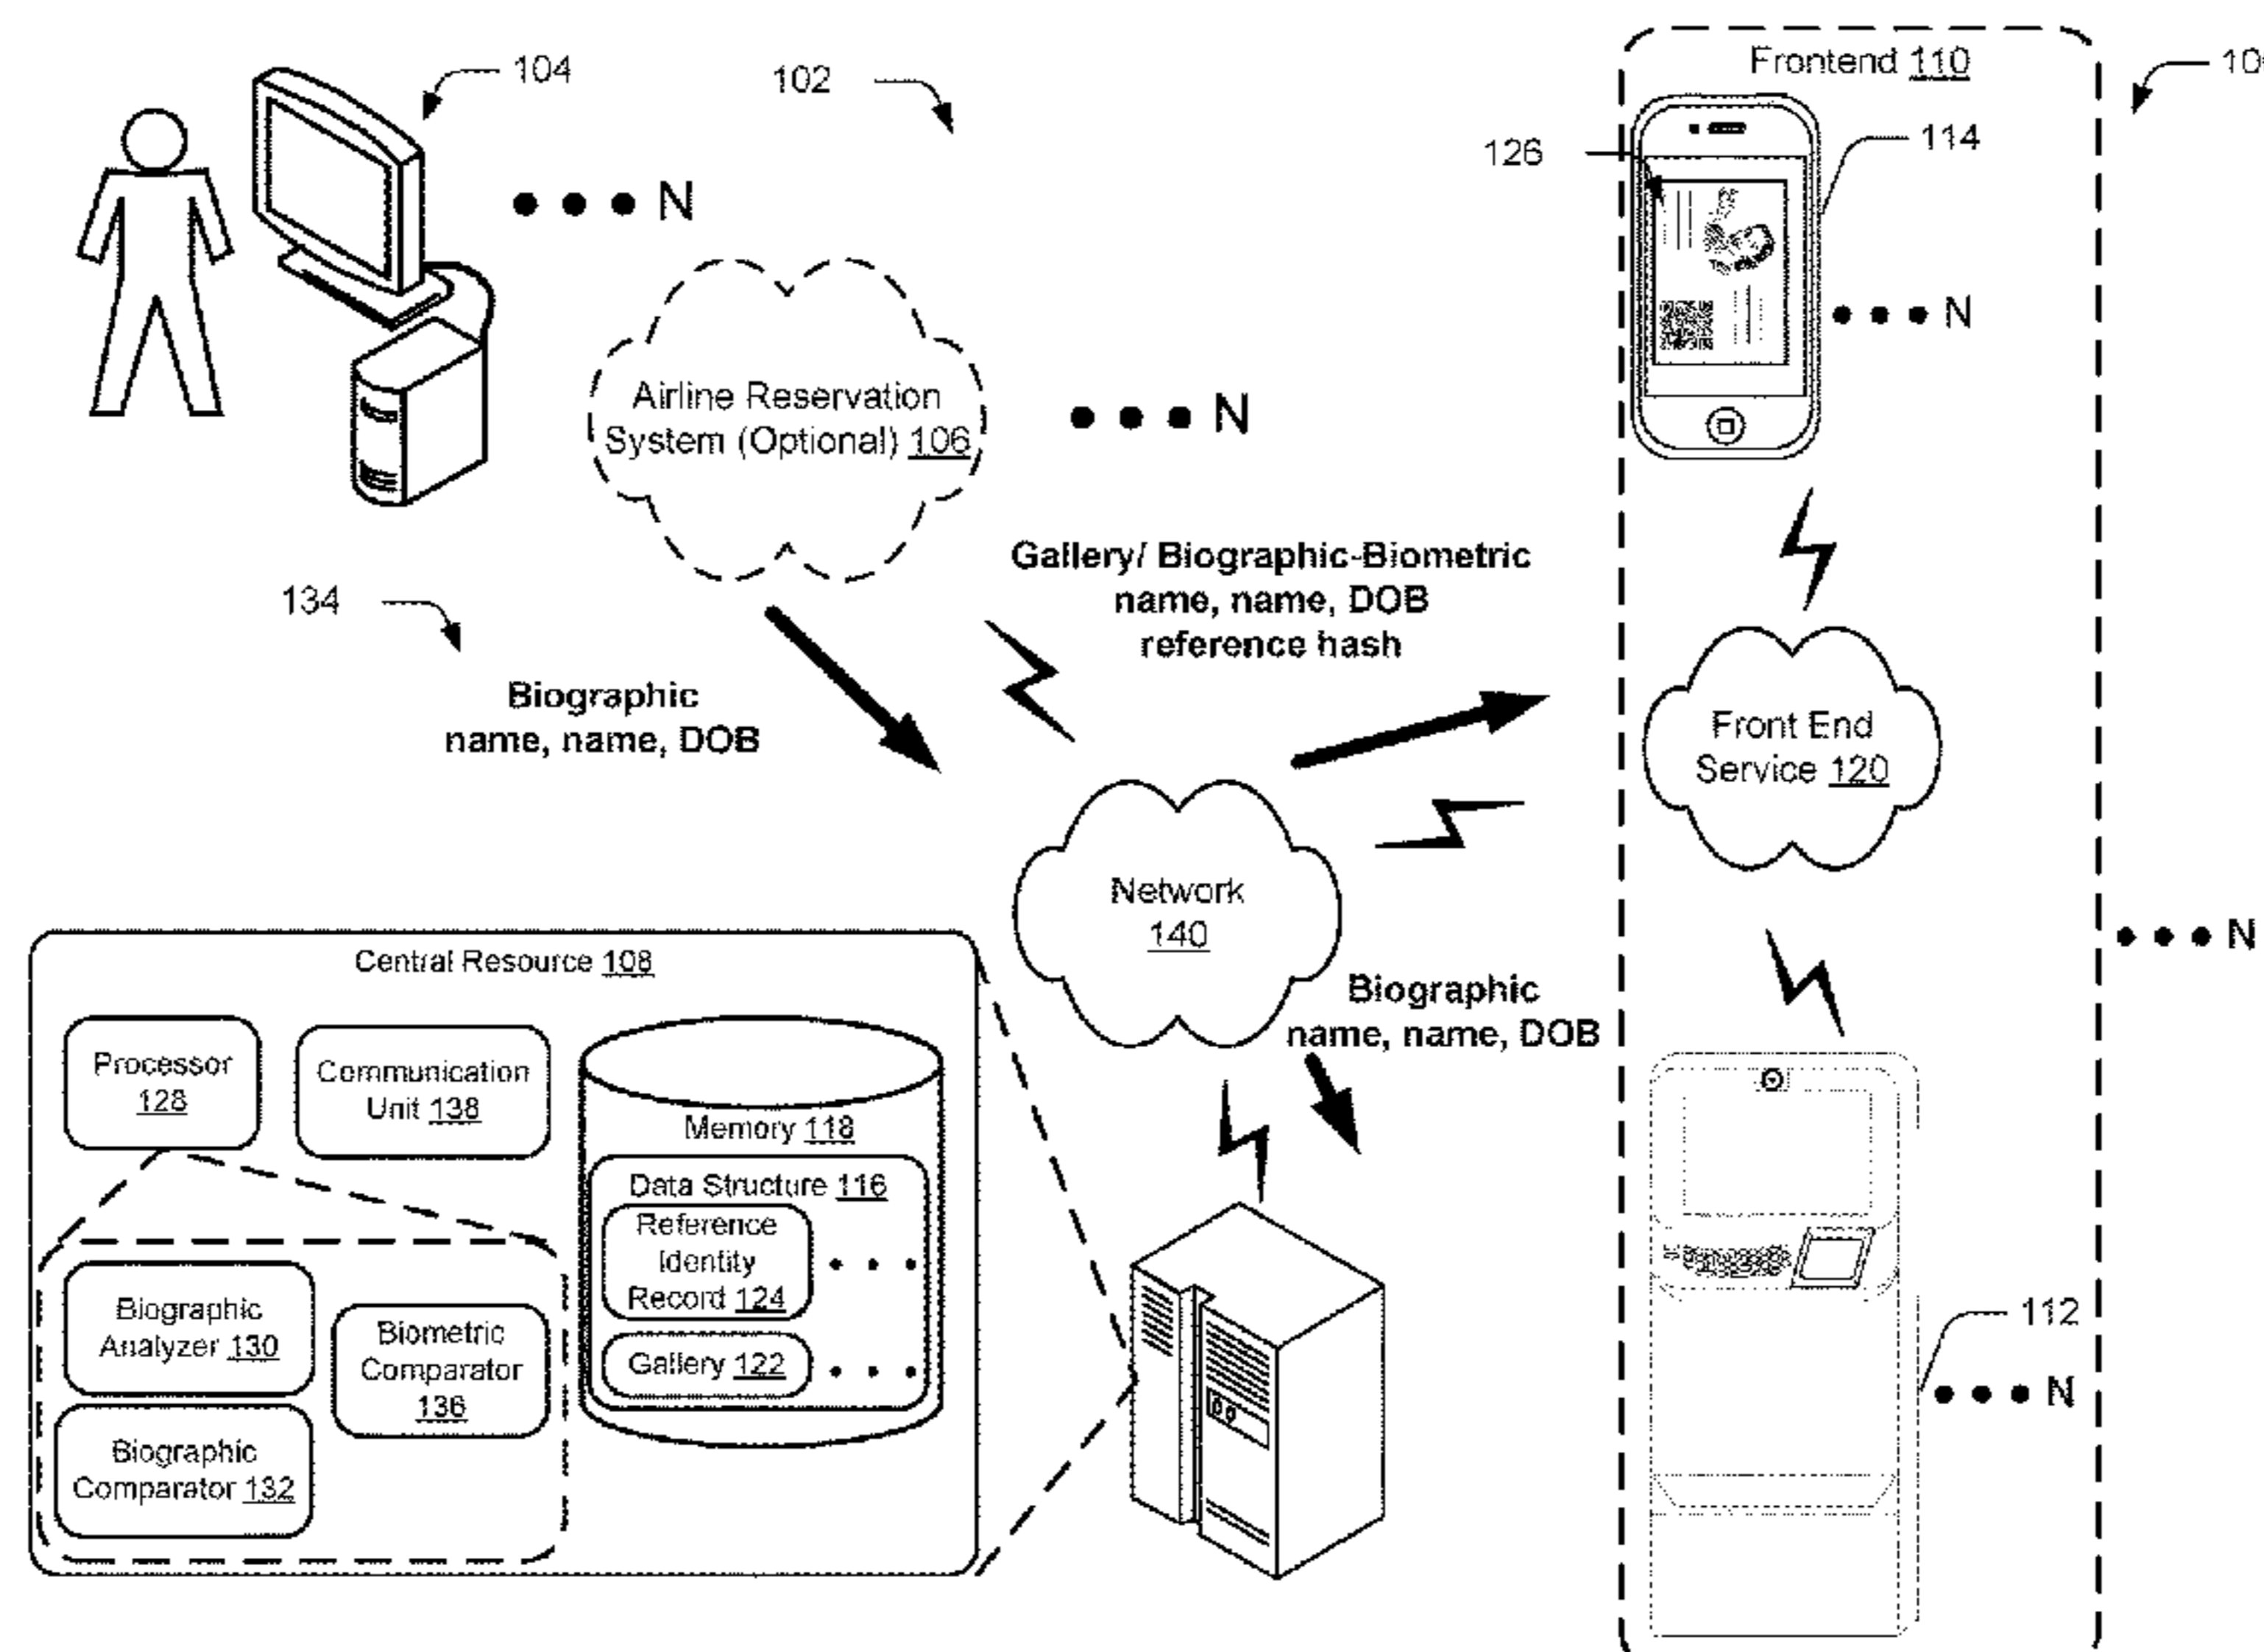 104
102
Frontend 110
114
126
N
N
Airline Reservation
System (Optional) 106
N
134
Gallery/ Biographic-Biometric
name, name, DOB
reference hash
Biographic
name, name, DOB
Front End
Service 120
Network
140
N
Central Resource 108
Biographic
name, name, DOB
Processor
128
Communication
Unit 138
Memory 118
Data Structure 116
Reference
Identity
Record 124
Gallery 122
Biographic
Analyzer 130
Biometric
Comparator
136
Biographic
Comparator 132
112
N